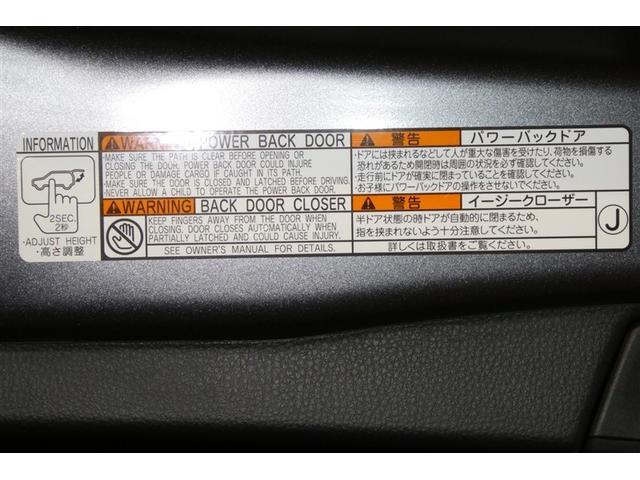 INFORMATION
2SEC.
2秒
・ADJUST HEIGHT
・高さ調整
WARNING POWER BACK DOOR
・MAKE SURE THE PATH IS CLEAR BEFORE OPENING OR
CLOSING THE DOOR. POWER BACK DOOR COULD INJURE
PEOPLE OR DAMAGE CARGO IF CAUGHT IN ITS PATH.
・MAKE SURE THE DOOR IS CLOSED AND LATCHED BEFORE DRIVING.
・NEVER ALLOW A CHILD TO OPERATE THE POWER BACK DOOR.
警告 パワーバックドア
・ドアには挟まれるなどして人が重大な傷害を受けたり、荷物を損傷する
恐れがあるため開閉時は周囲の状況を必ず確認してください。
・走行前にドアが確実に閉まっていることを確認してください。
・お子様にパワーバックドアの操作をさせないでください。
WARNING BACK DOOR CLOSER
KEEP FINGERS AWAY FROM THE DOOR WHEN
CLOSING. DOOR CLOSES AUTOMATICALLY WHEN
PARTIALLY LATCHED AND COULD CAUSE INJURY.
SEE OWNER'S MANUAL FOR DETAILS.
警告 イージークローザー
半ドア状態の時ドアが自動的に閉まるため、
指を挟まれないよう十分注意してください。
詳しくは取扱書をご覧ください。
J